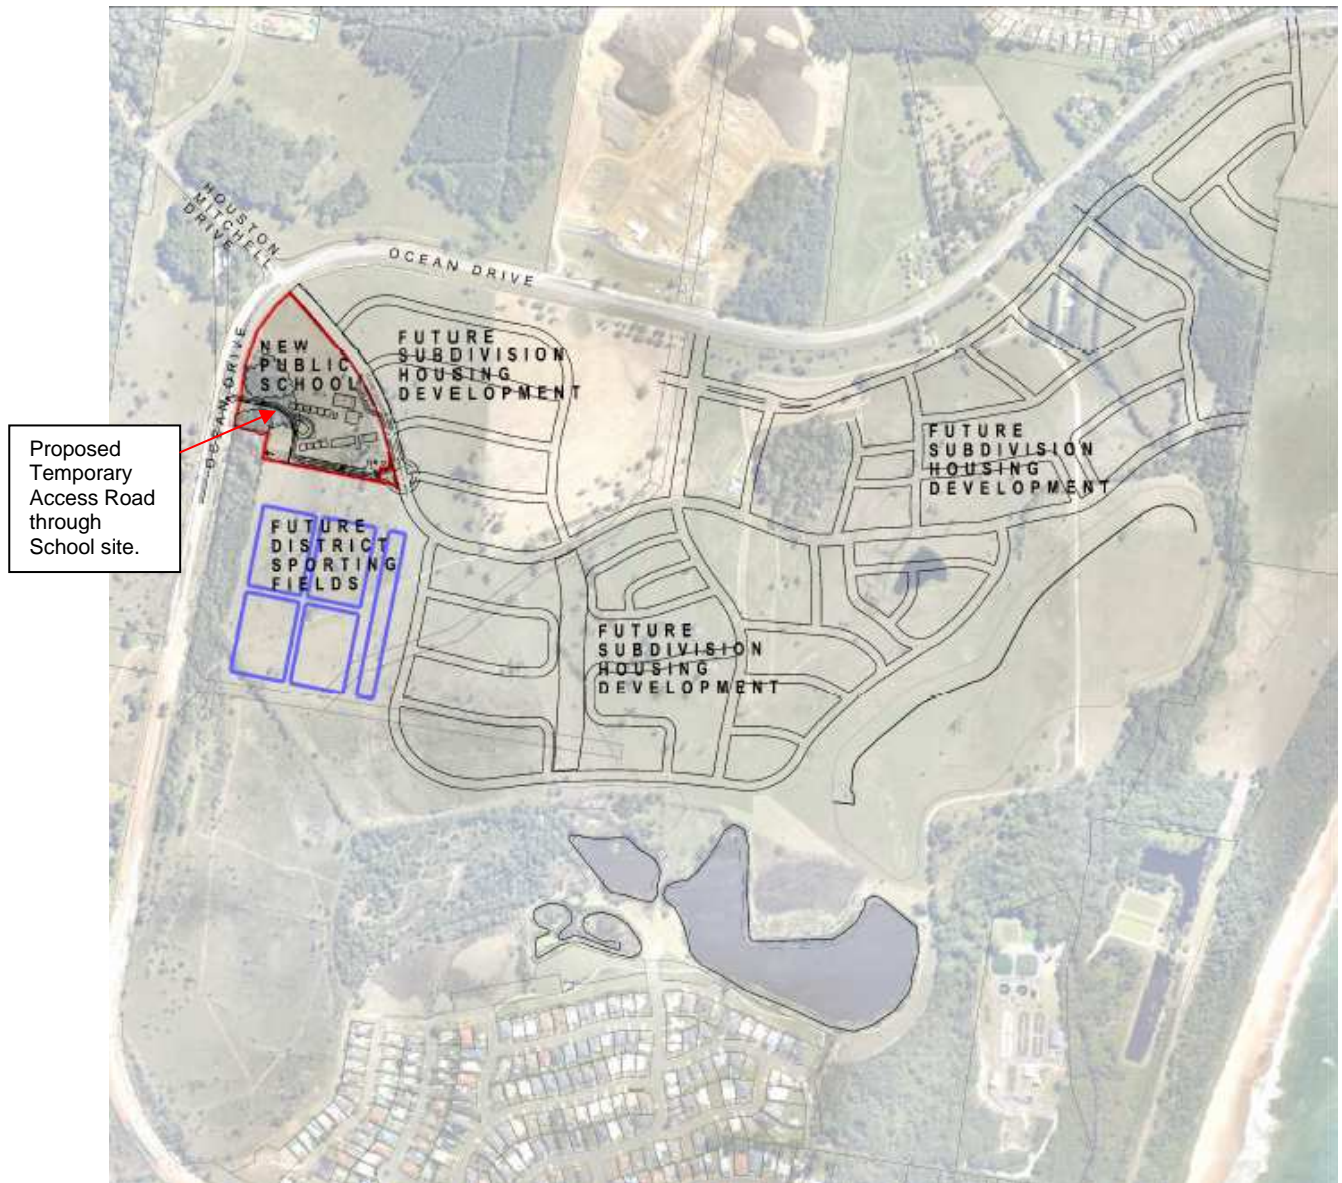 HOUSTON
MITCHELL
DRIVE
OCEAN DRIVE
OCEAN DRIVE
NEW
PUBLIC
SCHOOL
FUTURE
SUBDIVISION
HOUSING
DEVELOPMENT
FUTURE
SUBDIVISION
HOUSING
DEVELOPMENT
Proposed
Temporary
Access Road
through
School site.
FUTURE
DISTRICT
SPORTING
FIELDS
FUTURE
SUBDIVISION
HOUSING
DEVELOPMENT